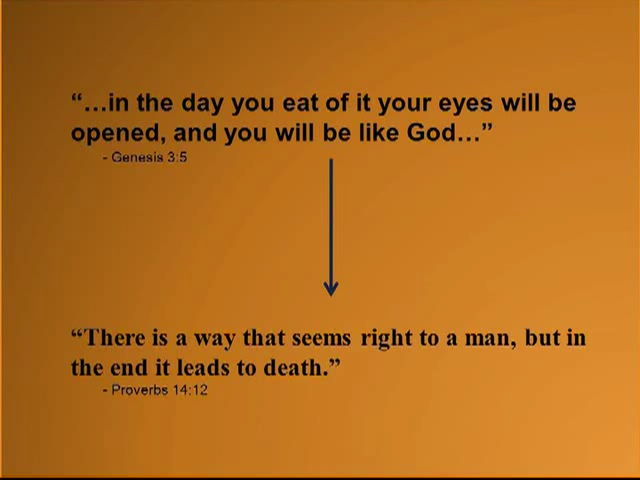 “…in the day you eat of it your eyes will be
opened, and you will be like God…”
- Genesis 3:5
“There is a way that seems right to a man, but in
the end it leads to death.”
- Proverbs 14:12